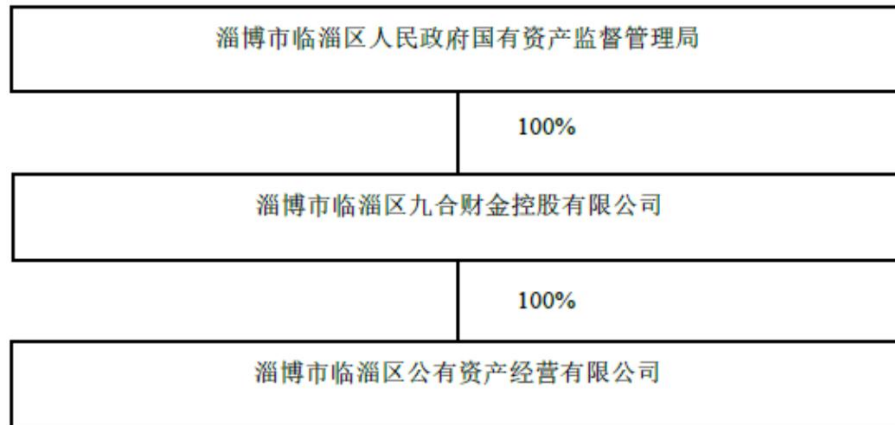 淄博市临淄区人民政府国有资产监督管理局
100%
淄博市临淄区九合财金控股有限公司
100%
淄博市临淄区公有资产经营有限公司